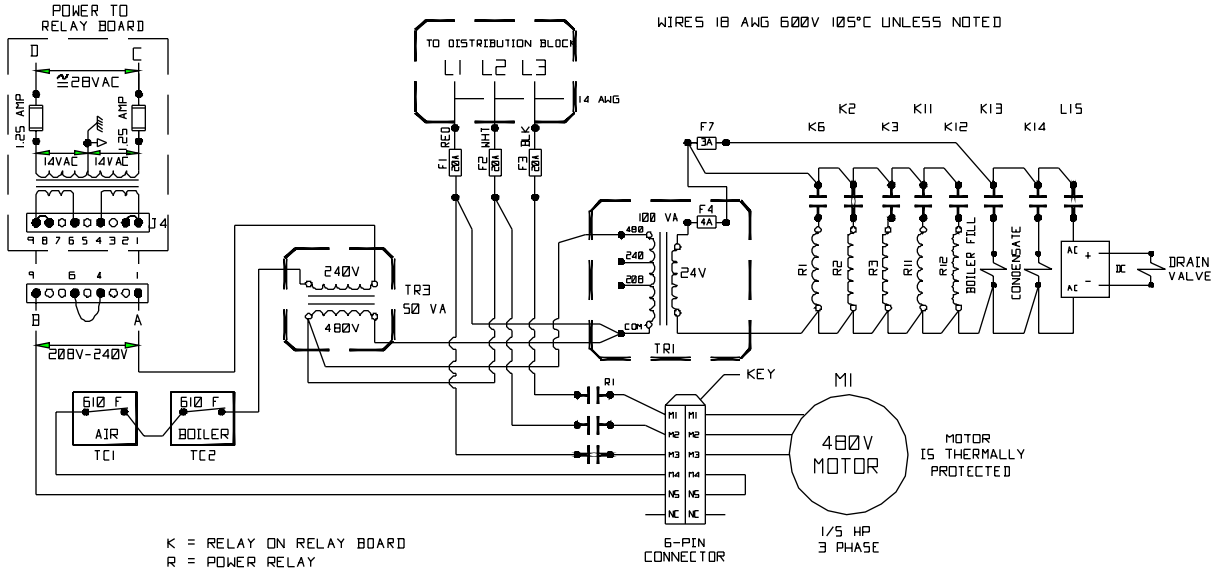 POWER TO
RELAY BOARD
WIRES 18 AWG 600V 105°C UNLESS NOTED
D C
≅28VAC
1.25 AMP
1.25 AMP
14VAC 14VAC
J4
9 8 7 6 5 4 3 2 1
9 6 4 1
B A
208V-240V
TO DISTRIBUTION BLOCK
L1 L2 L3
14 AWG
RED WHT BLK
F1 20A
F2 20A
F3 20A
240V
480V
TR3
50 VA
100 VA
480
240
208
COM
24V
TR1
F4
4A
F7
3A
K6 K2 K3 K11 K12 K13 K14 L15
R1 R2 R3 R11 R12
BOILER FILL
CONDENSATE
AC + DC
AC -
DRAIN
VALVE
610 F
AIR
TC1
610 F
BOILER
TC2
R1
KEY
M1 M1
M2 M2
M3 M3
M4 M4
N5 N5
NC NC
6-PIN
CONNECTOR
M1
480V
MOTOR
1/5 HP
3 PHASE
MOTOR
IS THERMALLY
PROTECTED
K = RELAY ON RELAY BOARD
R = POWER RELAY